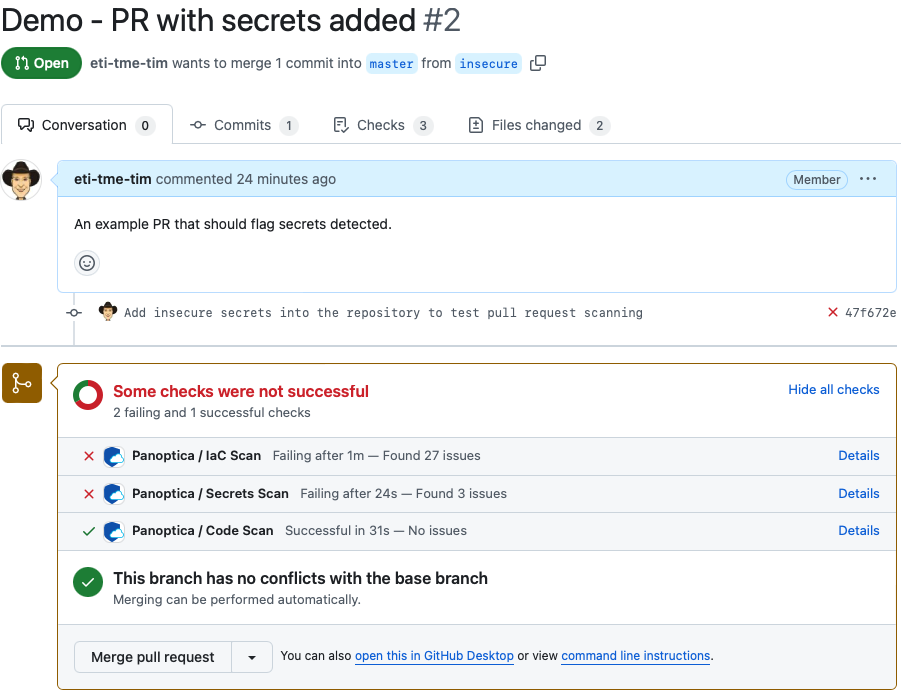 Demo - PR with secrets added #2
Open eti-tme-tim wants to merge 1 commit into master from insecure
Conversation 0 Commits 1 Checks 3 Files changed 2
eti-tme-tim commented 24 minutes ago Member ...
An example PR that should flag secrets detected.
Add insecure secrets into the repository to test pull request scanning 47f672e
Some checks were not successful Hide all checks
2 failing and 1 successful checks
Panoptica / IaC Scan Failing after 1m — Found 27 issues Details
Panoptica / Secrets Scan Failing after 24s — Found 3 issues Details
Panoptica / Code Scan Successful in 31s — No issues Details
This branch has no conflicts with the base branch
Merging can be performed automatically.
Merge pull request You can also open this in GitHub Desktop or view command line instructions.